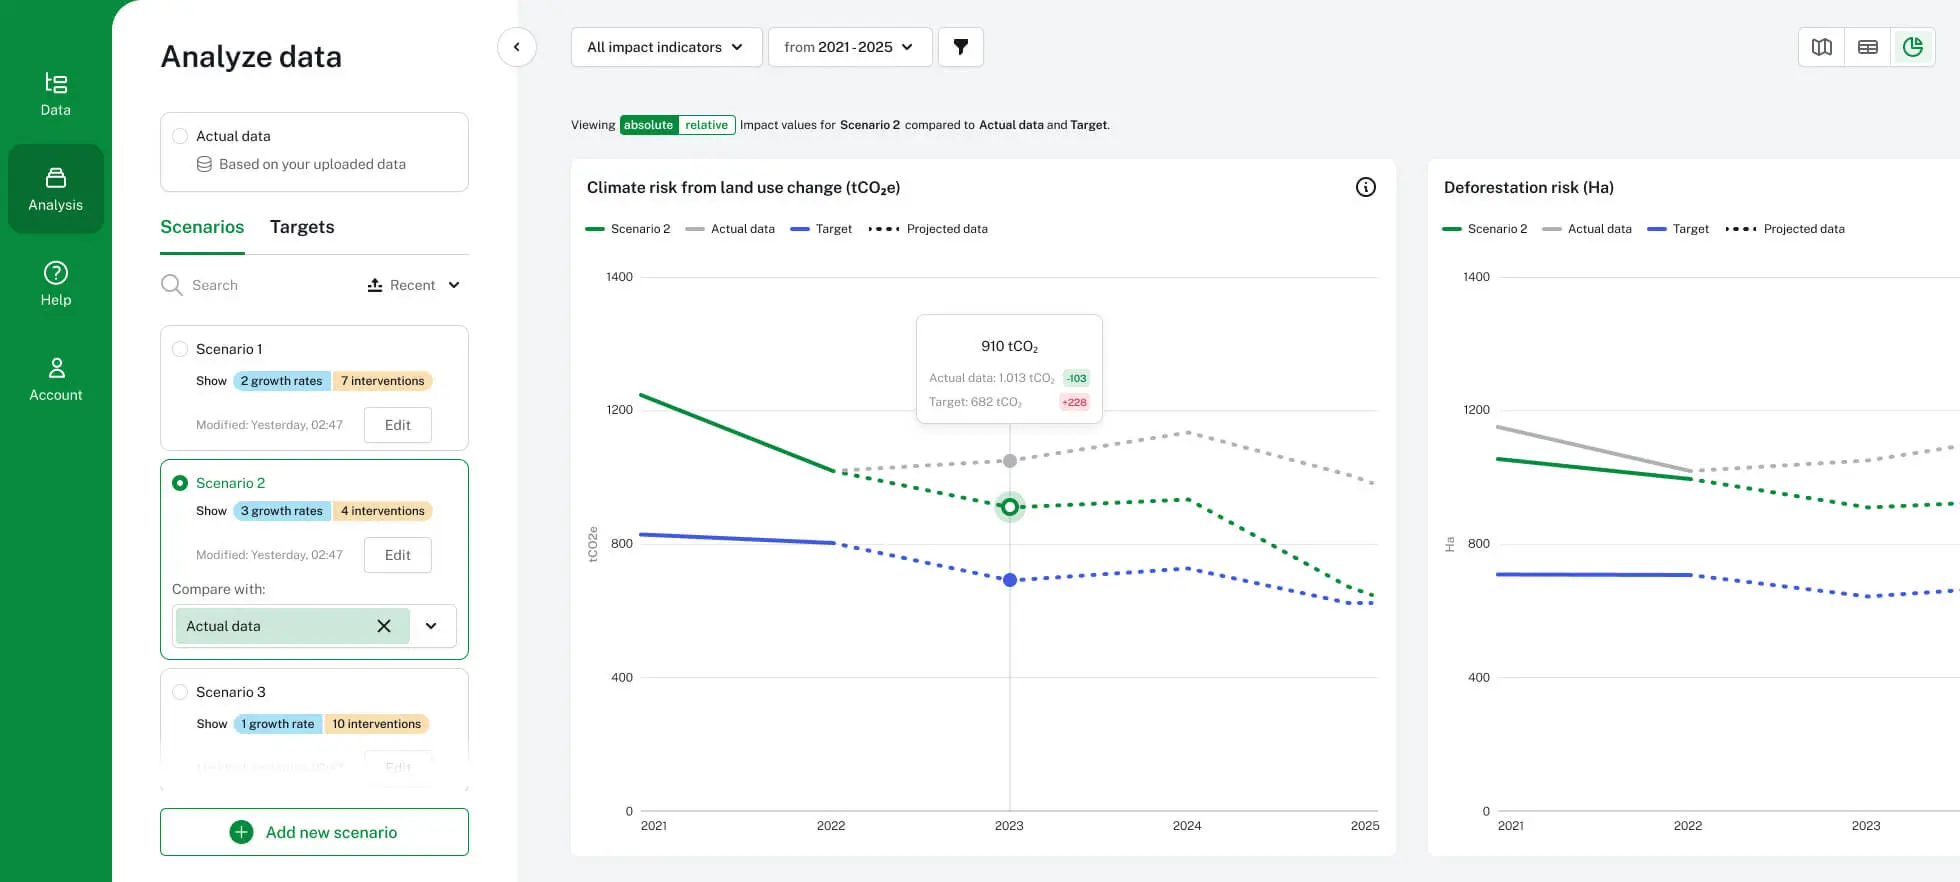 Data
Analysis
Help
Account
Analyze data
Actual data
Based on your uploaded data
Scenarios Targets
Search Recent
Scenario 1
Show 2 growth rates 7 interventions
Modified: Yesterday, 02:47 Edit
Scenario 2
Show 3 growth rates 4 interventions
Modified: Yesterday, 02:47 Edit
Compare with:
Actual data
Scenario 3
Show 1 growth rate 10 interventions
Edit
Add new scenario
All impact indicators from 2021 - 2025
Viewing absolute relative Impact values for Scenario 2 compared to Actual data and Target.
Climate risk from land use change (tCO₂e)
Scenario 2 Actual data Target Projected data
1400
1200
800
400
0
tCO2e
2021 2022 2023 2024 2025
910 tCO₂
Actual data: 1.013 tCO₂ -103
Target: 682 tCO₂ +228
Deforestation risk (Ha)
Scenario 2 Actual data Target Projected data
1400
1200
800
400
0
Ha
2021 2022 2023